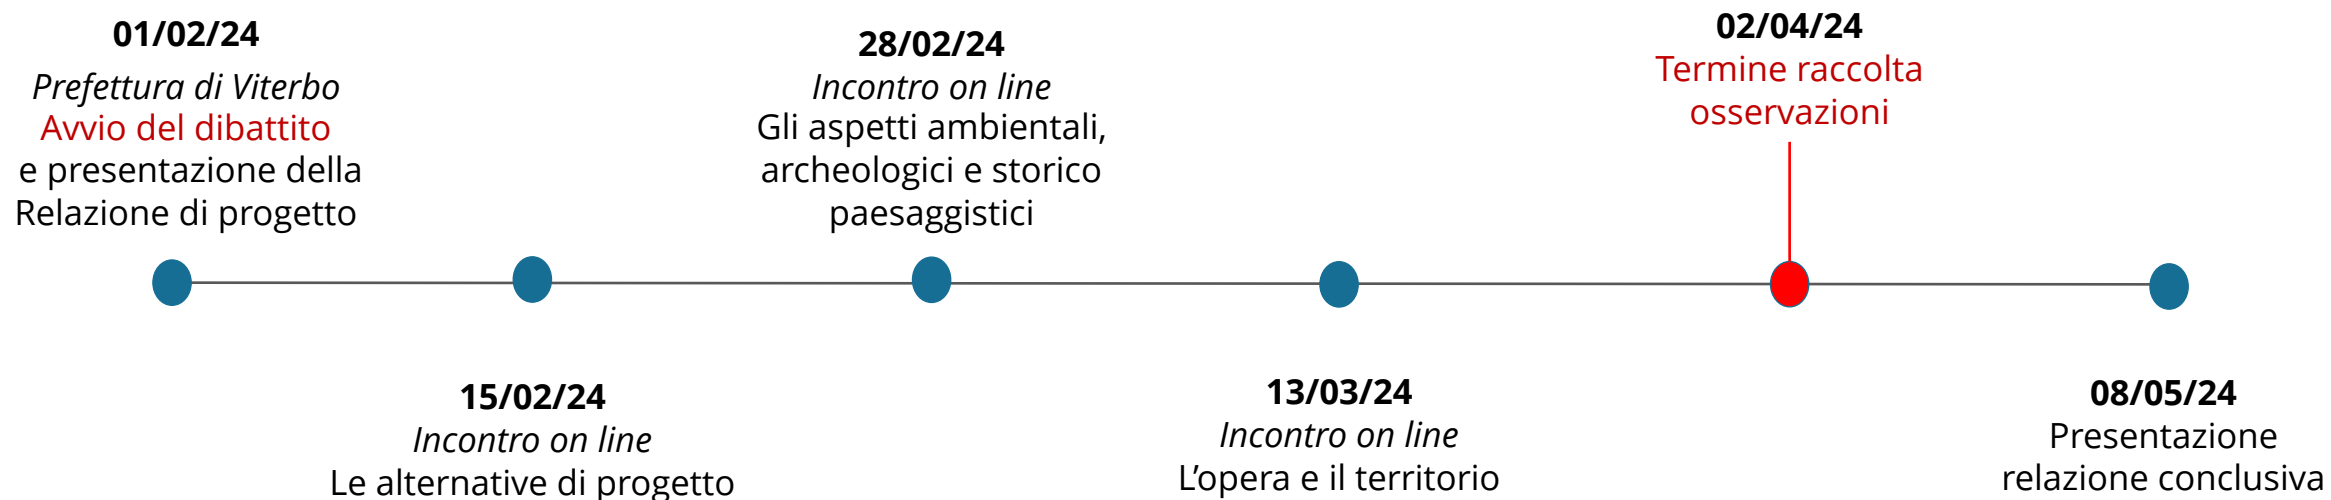 01/02/24
Prefettura di Viterbo
Avvio del dibattito
e presentazione della
Relazione di progetto
15/02/24
Incontro on line
Le alternative di progetto
28/02/24
Incontro on line
Gli aspetti ambientali,
archeologici e storico
paesaggistici
13/03/24
Incontro on line
L’opera e il territorio
02/04/24
Termine raccolta
osservazioni
08/05/24
Presentazione
relazione conclusiva